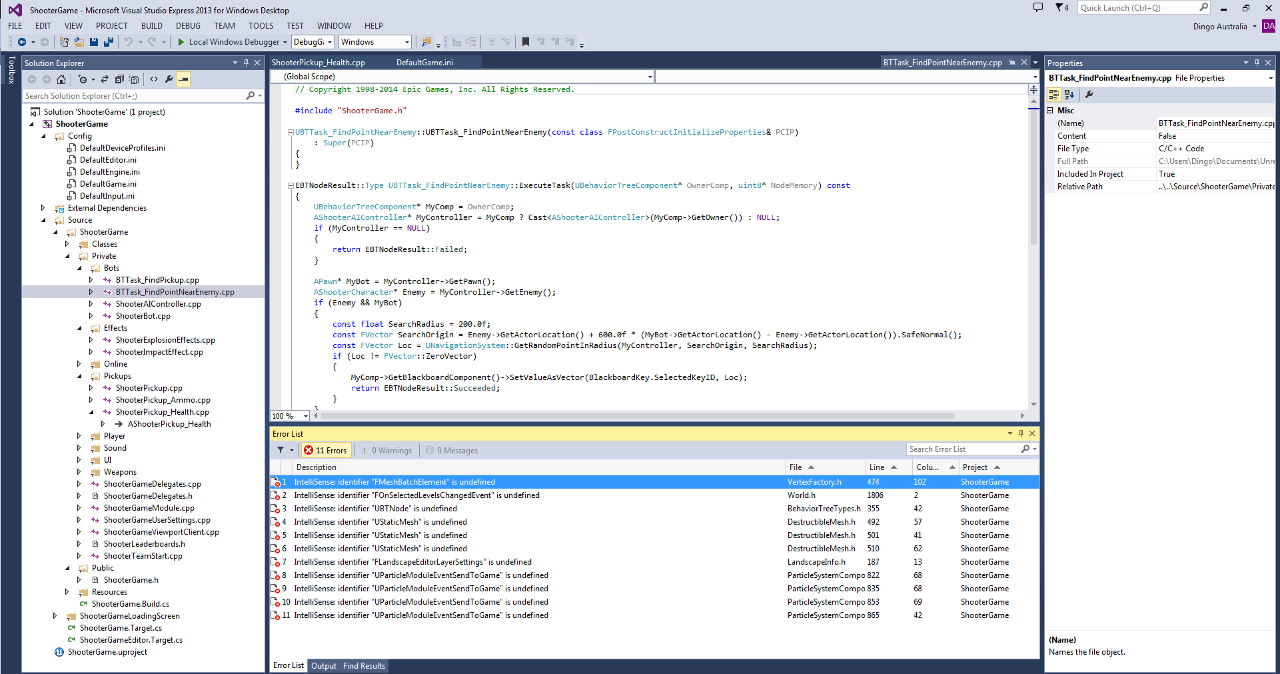 ShooterGame - Microsoft Visual Studio Express 2013 for Windows Desktop
4
Quick Launch (Ctrl+Q)
FILE EDIT VIEW PROJECT BUILD DEBUG TEAM TOOLS TEST WINDOW HELP
Dingo Australia DA
Local Windows Debugger Debug Windows
Toolbox
Solution Explorer
Search Solution Explorer (Ctrl+;)
Solution 'ShooterGame' (1 project)
ShooterGame
Config
DefaultDeviceProfiles.ini
DefaultEditor.ini
DefaultEngine.ini
DefaultGame.ini
DefaultInput.ini
External Dependencies
Source
ShooterGame
Classes
Private
Bots
BTTask_FindPickup.cpp
BTTask_FindPointNearEnemy.cpp
ShooterAIController.cpp
ShooterBot.cpp
Effects
ShooterExplosionEffects.cpp
ShooterImpactEffect.cpp
Online
Pickups
ShooterPickup.cpp
ShooterPickup_Ammo.cpp
ShooterPickup_Health.cpp
AShooterPickup_Health
Player
Sound
UI
Weapons
ShooterGameDelegates.cpp
ShooterGameDelegates.h
ShooterGameModule.cpp
ShooterGameUserSettings.cpp
ShooterGameViewportClient.cpp
ShooterLeaderboards.h
ShooterTeamStart.cpp
Public
ShooterGame.h
Resources
ShooterGame.Build.cs
ShooterGameLoadingScreen
ShooterGame.Target.cs
ShooterGameEditor.Target.cs
ShooterGame.uproject
ShooterPickup_Health.cpp DefaultGame.ini BTTask_FindPointNearEnemy.cpp
(Global Scope)
// Copyright 1998-2014 Epic Games, Inc. All Rights Reserved.
#include "ShooterGame.h"
UBTTask_FindPointNearEnemy::UBTTask_FindPointNearEnemy(const class FPostConstructInitializeProperties& PCIP)
: Super(PCIP)
{
}
EBTNodeResult::Type UBTTask_FindPointNearEnemy::ExecuteTask(UBehaviorTreeComponent* OwnerComp, uint8* NodeMemory) const
{
UBehaviorTreeComponent* MyComp = OwnerComp;
AShooterAIController* MyController = MyComp ? Cast<AShooterAIController>(MyComp->GetOwner()) : NULL;
if (MyController == NULL)
{
return EBTNodeResult::Failed;
}
APawn* MyBot = MyController->GetPawn();
AShooterCharacter* Enemy = MyController->GetEnemy();
if (Enemy && MyBot)
{
const float SearchRadius = 200.0f;
const FVector SearchOrigin = Enemy->GetActorLocation() + 600.0f * (MyBot->GetActorLocation() - Enemy->GetActorLocation()).SafeNormal();
const FVector Loc = UNavigationSystem::GetRandomPointInRadius(MyController, SearchOrigin, SearchRadius);
if (Loc != FVector::ZeroVector)
{
MyComp->GetBlackboardComponent()->SetValueAsVector(BlackboardKey.SelectedKeyID, Loc);
return EBTNodeResult::Succeeded;
}
}
100 %
Error List
11 Errors 0 Warnings 0 Messages Search Error List
Description File Line Colu... Project
1 IntelliSense: identifier "FMeshBatchElement" is undefined VertexFactory.h 474 102 ShooterGame
2 IntelliSense: identifier "FOnSelectedLevelsChangedEvent" is undefined World.h 1806 2 ShooterGame
3 IntelliSense: identifier "UBTNode" is undefined BehaviorTreeTypes.h 355 42 ShooterGame
4 IntelliSense: identifier "UStaticMesh" is undefined DestructibleMesh.h 492 57 ShooterGame
5 IntelliSense: identifier "UStaticMesh" is undefined DestructibleMesh.h 501 41 ShooterGame
6 IntelliSense: identifier "UStaticMesh" is undefined DestructibleMesh.h 510 62 ShooterGame
7 IntelliSense: identifier "FLandscapeEditorLayerSettings" is undefined LandscapeInfo.h 187 13 ShooterGame
8 IntelliSense: identifier "UParticleModuleEventSendToGame" is undefined ParticleSystemCompo 822 68 ShooterGame
9 IntelliSense: identifier "UParticleModuleEventSendToGame" is undefined ParticleSystemCompo 835 68 ShooterGame
10 IntelliSense: identifier "UParticleModuleEventSendToGame" is undefined ParticleSystemCompo 853 69 ShooterGame
11 IntelliSense: identifier "UParticleModuleEventSendToGame" is undefined ParticleSystemCompo 865 42 ShooterGame
Error List Output Find Results
Properties
BTTask_FindPointNearEnemy.cpp File Properties
Misc
(Name) BTTask_FindPointNearEnemy.cpp
Content False
File Type C/C++ Code
Full Path C:\Users\Dingo\Documents\Unre
Included In Project True
Relative Path ..\..\Source\ShooterGame\Private
(Name)
Names the file object.